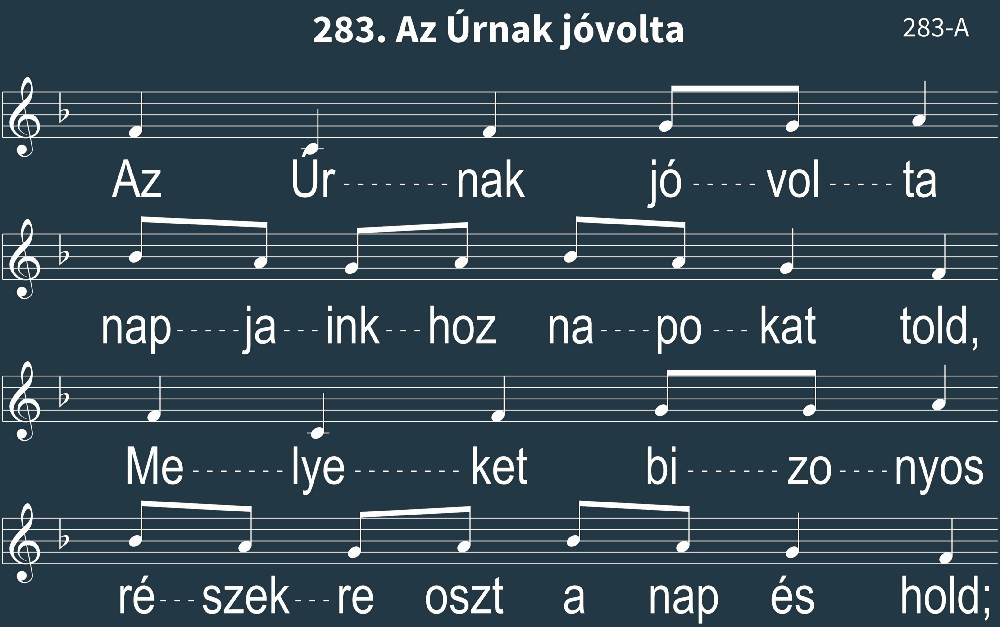 283. Az Úrnak jóvolta
283-A
Az Úr--------nak jó-----vol-----ta
nap----ja---ink---hoz na----po---kat told,
Me-------lye--------ket bi-------zo----nyos
ré---szek---re oszt a nap és hold;